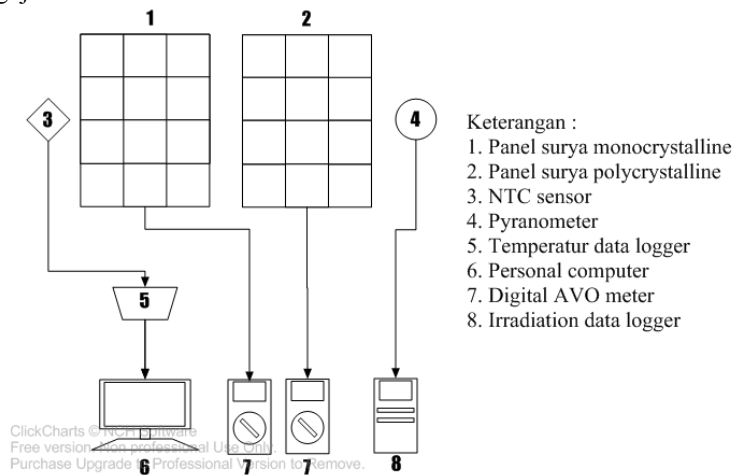 1 2
3 4
Keterangan :
1. Panel surya monocrystalline
2. Panel surya polycrystalline
3. NTC sensor
4. Pyranometer
5. Temperatur data logger
6. Personal computer
7. Digital AVO meter
8. Irradiation data logger
5
ClickCharts © NCH Software
Free version. Non professional Use Only.
Purchase Upgrade to Professional Version to Remove.
6 7 7 8